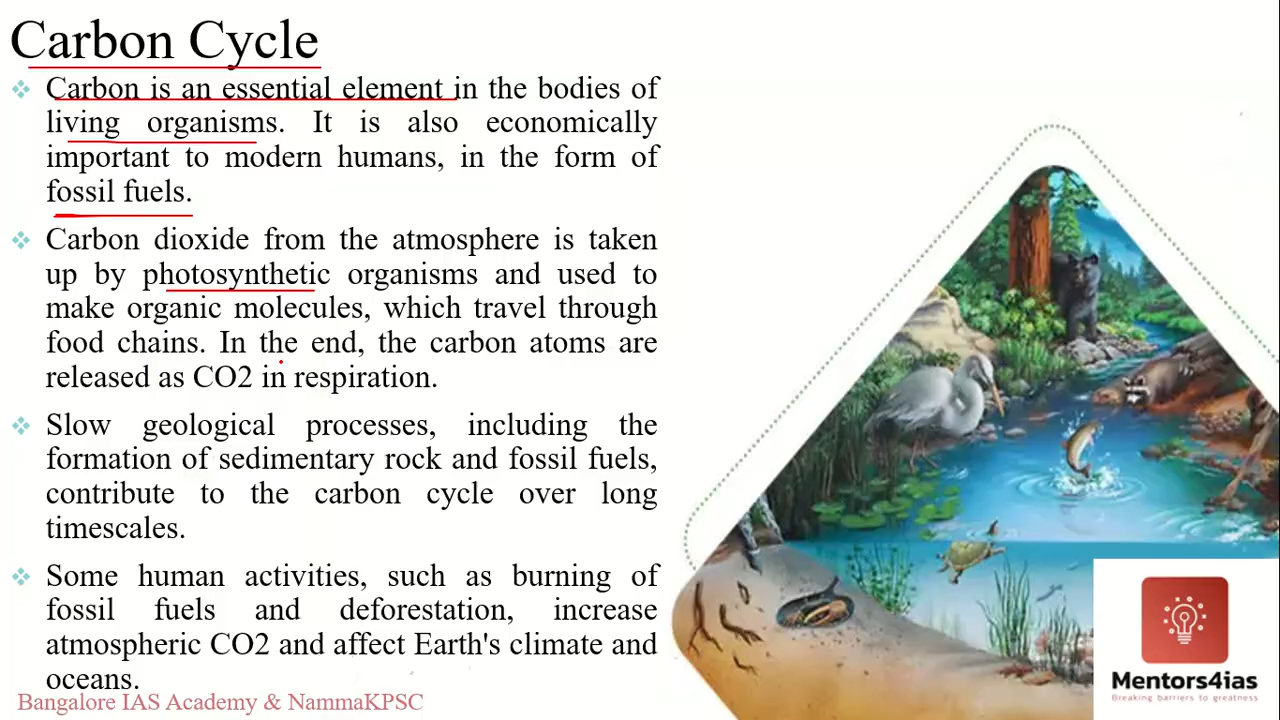 Carbon Cycle
Carbon is an essential element in the bodies of
living organisms. It is also economically
important to modern humans, in the form of
fossil fuels.
Carbon dioxide from the atmosphere is taken
up by photosynthetic organisms and used to
make organic molecules, which travel through
food chains. In the end, the carbon atoms are
released as CO2 in respiration.
Slow geological processes, including the
formation of sedimentary rock and fossil fuels,
contribute to the carbon cycle over long
timescales.
Some human activities, such as burning of
fossil fuels and deforestation, increase
atmospheric CO2 and affect Earth's climate and
oceans.
Bangalore IAS Academy & NammaKPSC
Mentors4ias
Breaking barriers to greatness